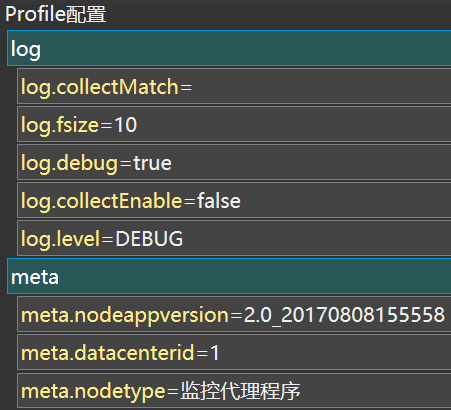 Profile配置
log
log.collectMatch=
log.fsize=10
log.debug=true
log.collectEnable=false
log.level=DEBUG
meta
meta.nodeappversion=2.0_20170808155558
meta.datacenterid=1
meta.nodetype=监控代理程序